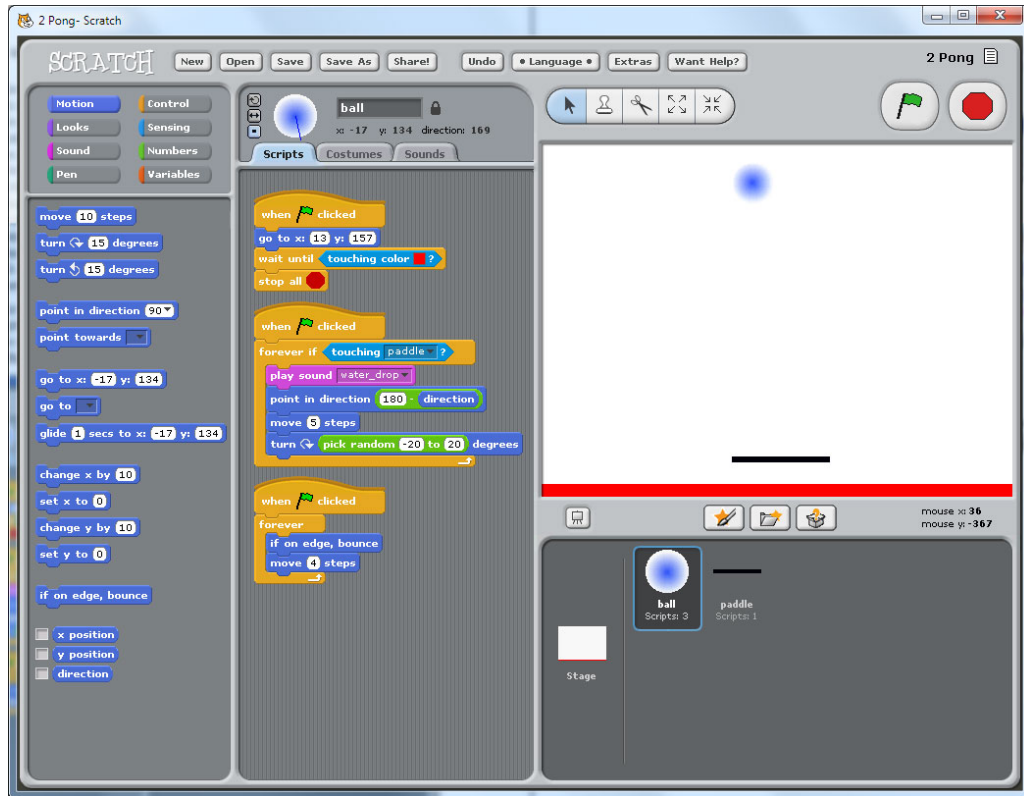 2 Pong- Scratch
SCRATCH New Open Save Save As Share! Undo • Language • Extras Want Help? 2 Pong
Motion Control
Looks Sensing
Sound Numbers
Pen Variables
move 10 steps
turn 15 degrees
turn 15 degrees
point in direction 90
point towards
go to x: -17 y: 134
go to
glide 1 secs to x: -17 y: 134
change x by 10
set x to 0
change y by 10
set y to 0
if on edge, bounce
x position
y position
direction
ball
x: -17 y: 134 direction: 169
Scripts Costumes Sounds
when clicked
go to x: 13 y: 157
wait until touching color ?
stop all
when clicked
forever if touching paddle ?
play sound water_drop
point in direction 180 - direction
move 5 steps
turn pick random -20 to 20 degrees
when clicked
forever
if on edge, bounce
move 4 steps
mouse x: 36
mouse y: -367
ball
Scripts: 3
paddle
Scripts: 1
Stage